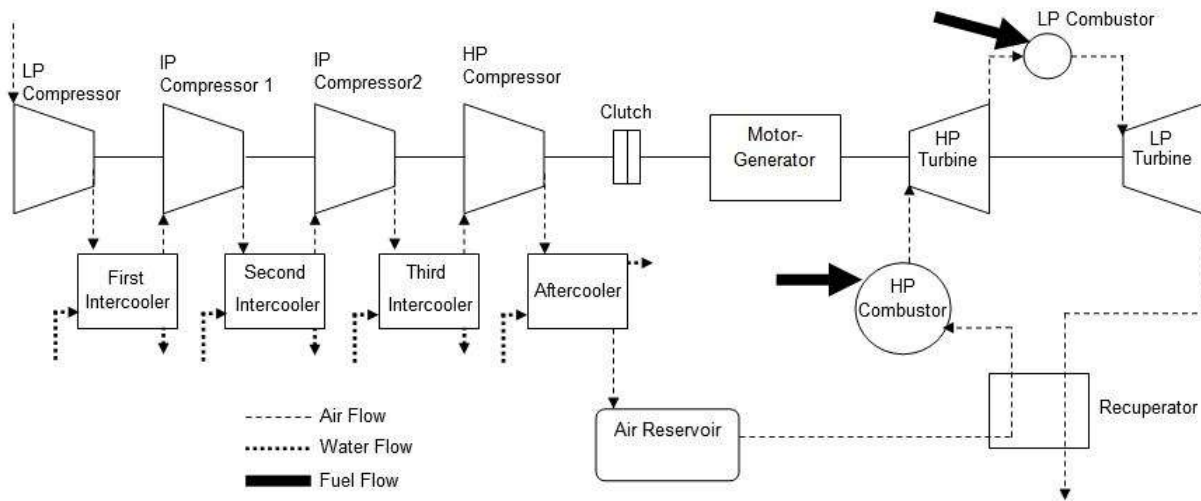 LP Combustor
LP
Compressor
IP
Compressor 1
IP
Compressor2
HP
Compressor
Clutch
Motor-
Generator
HP
Turbine
LP
Turbine
First
Intercooler
Second
Intercooler
Third
Intercooler
Aftercooler
HP
Combustor
Recuperator
Air Reservoir
Air Flow
Water Flow
Fuel Flow